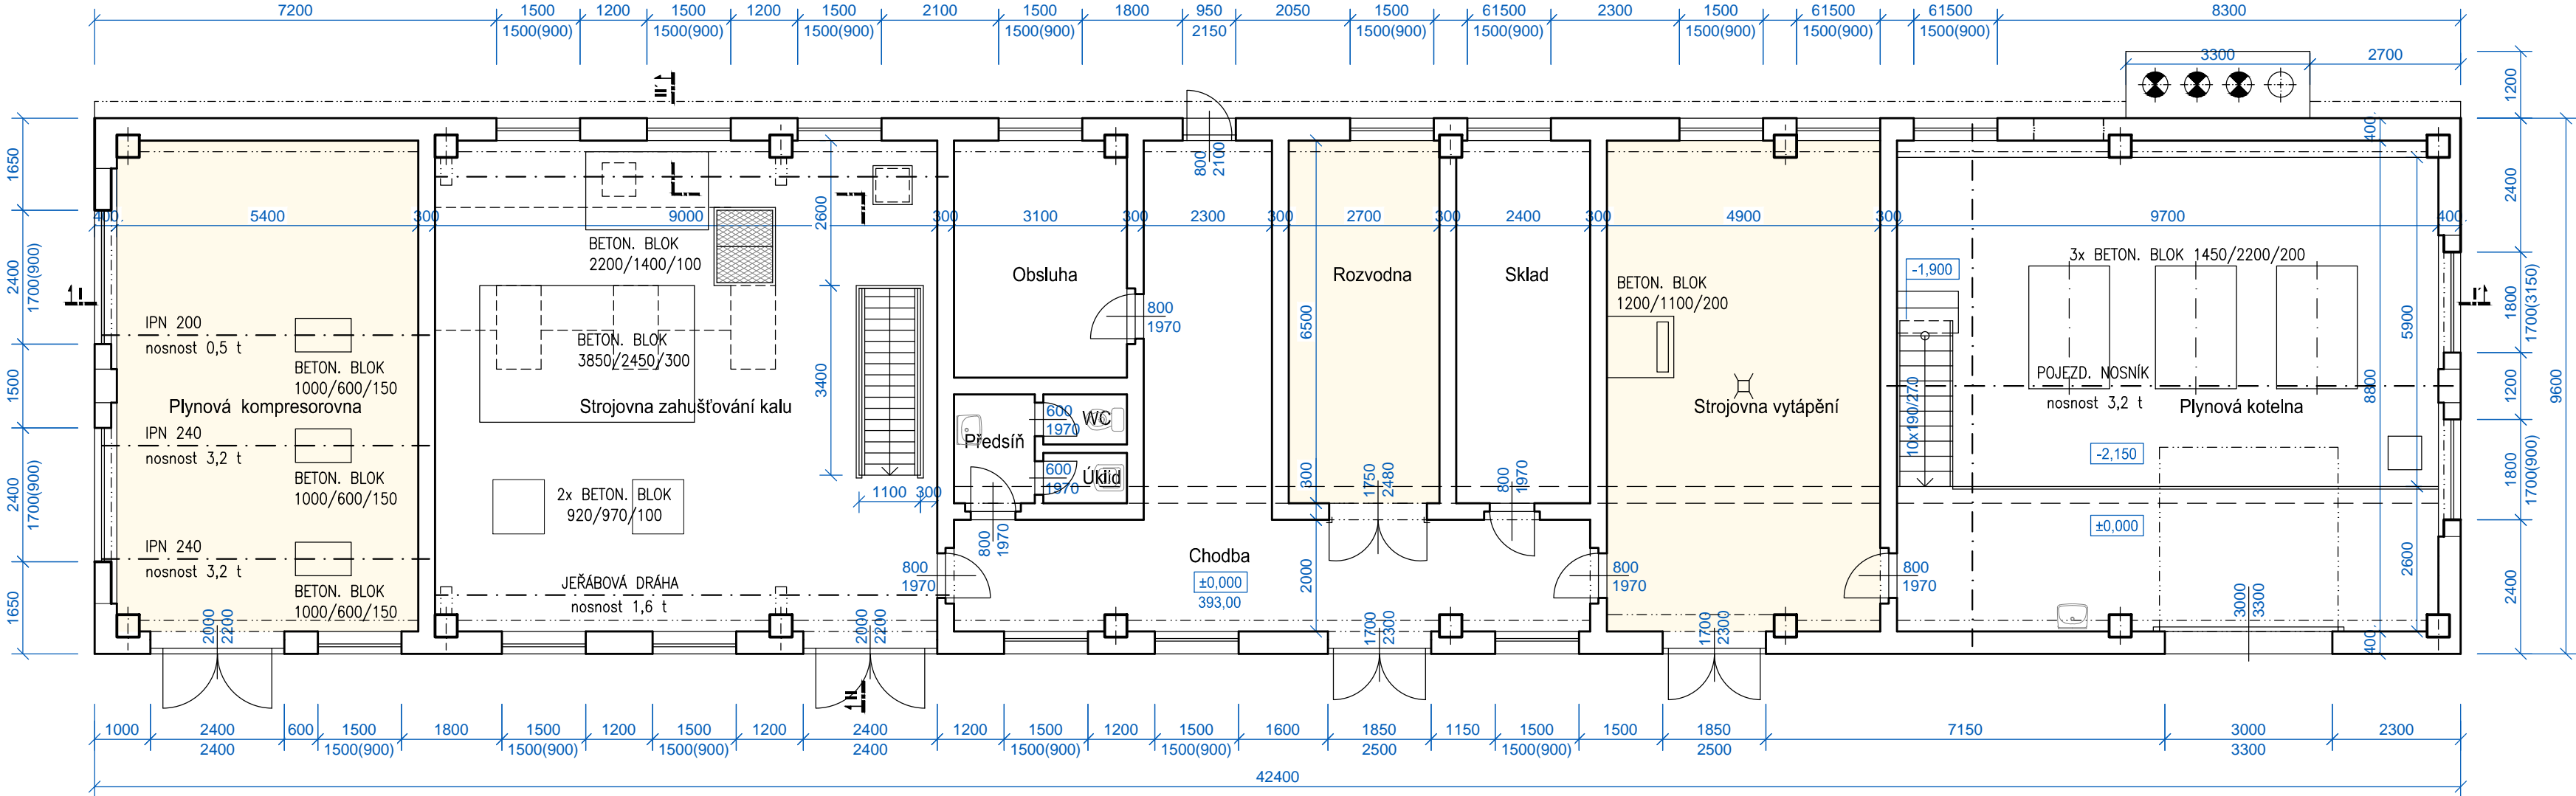 7200 1500 1200 1500 1200 1500 2100 1500 1800 950 2050 1500 61500 2300 1500 61500 61500 8300
1500(900) 1500(900) 1500(900) 1500(900) 2150 1500(900) 1500(900) 1500(900) 1500(900) 1500(900)
3300 2700
1200
1650
2400
1700(900)
1500
2400
1700(900)
1650
400 5400 300 9000 300 3100 300 2300 300 2700 300 2400 300 4900 300 9700 400
IPN 200
nosnost 0,5 t
BETON. BLOK
1000/600/150
Plynová kompresorovna
IPN 240
nosnost 3,2 t
BETON. BLOK
1000/600/150
IPN 240
nosnost 3,2 t
BETON. BLOK
1000/600/150
2000
2200
BETON. BLOK
2200/1400/100
BETON. BLOK
3850/2450/300
Strojovna zahušťování kalu
2x BETON. BLOK
920/970/100
JEŘÁBOVÁ DRÁHA
nosnost 1,6 t
2600
3400
1100 300
2000
2200
800
1970
Obsluha
800
1970
Předsíň
WC
600
1970
Úklid
600
1970
800
1970
800
2100
Chodba
±0,000
393,00
Rozvodna
6500
300
2000
1750
2480
1700
2300
Sklad
800
1970
800
1970
BETON. BLOK
1200/1100/200
Strojovna vytápění
1700
2300
800
1970
-1,900
10x190/270
3x BETON. BLOK 1450/2200/200
POJEZD. NOSNÍK
nosnost 3,2 t
Plynová kotelna
-2,150
±0,000
3000
3300
400
8800
400
5900
2600
2400
1800
1700(3150)
1200
1800
1700(900)
2400
9600
1000 2400 600 1500 1800 1500 1200 1500 1200 2400 1200 1500 1200 1500 1600 1850 1150 1500 1500 1850 7150 3000 2300
2400 1500(900) 1500(900) 1500(900) 2400 1500(900) 1500(900) 2500 1500(900) 2500 3300
42400